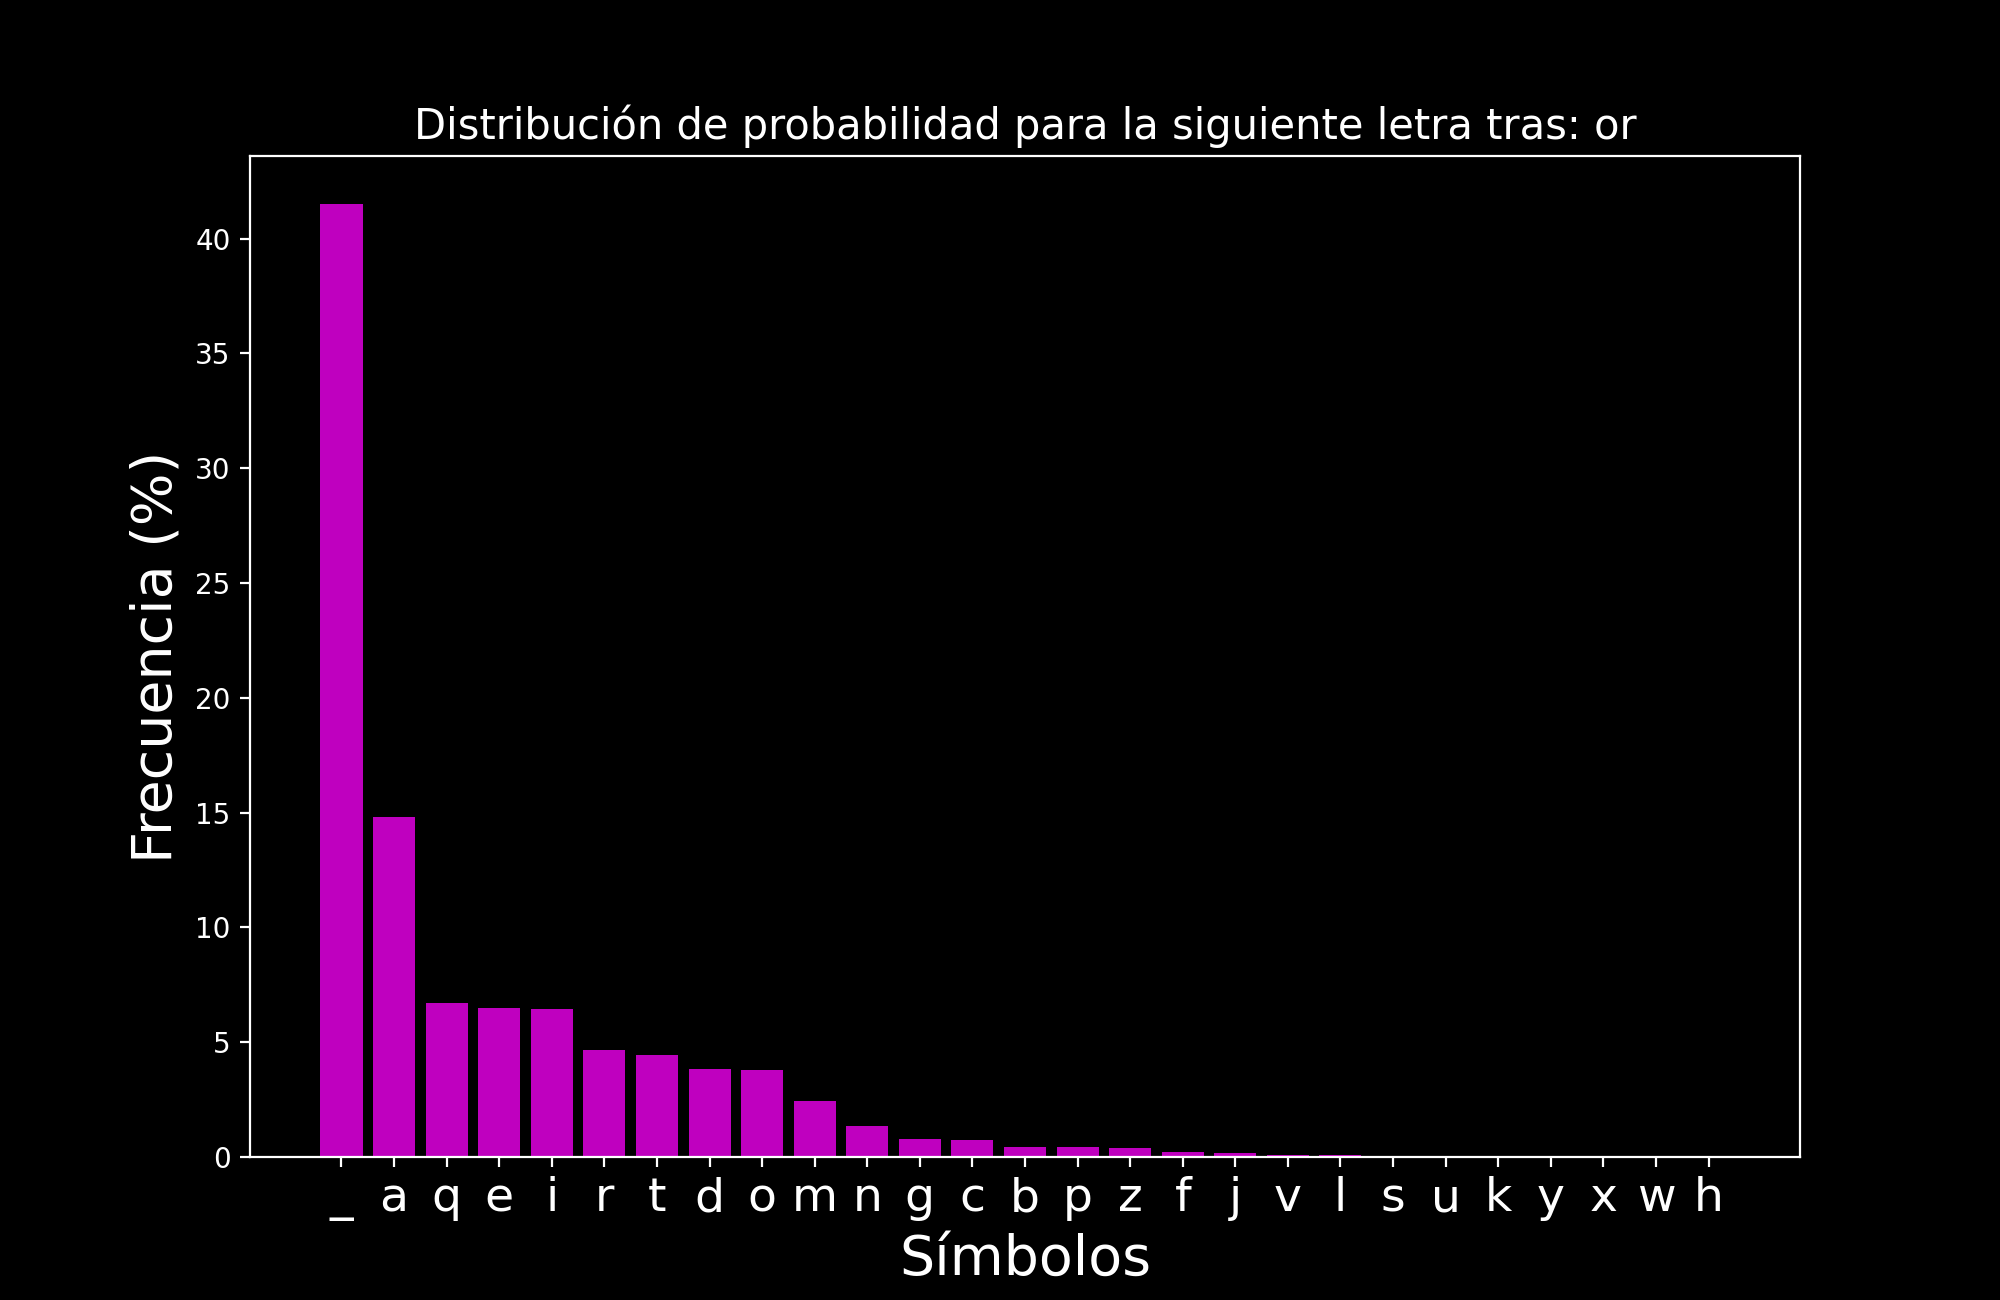 Distribución de probabilidad para la siguiente letra tras: or
Frecuencia (%)
40
35
30
25
20
15
10
5
0
_ a q e i r t d o m n g c b p z f j v l s u k y x w h
Símbolos